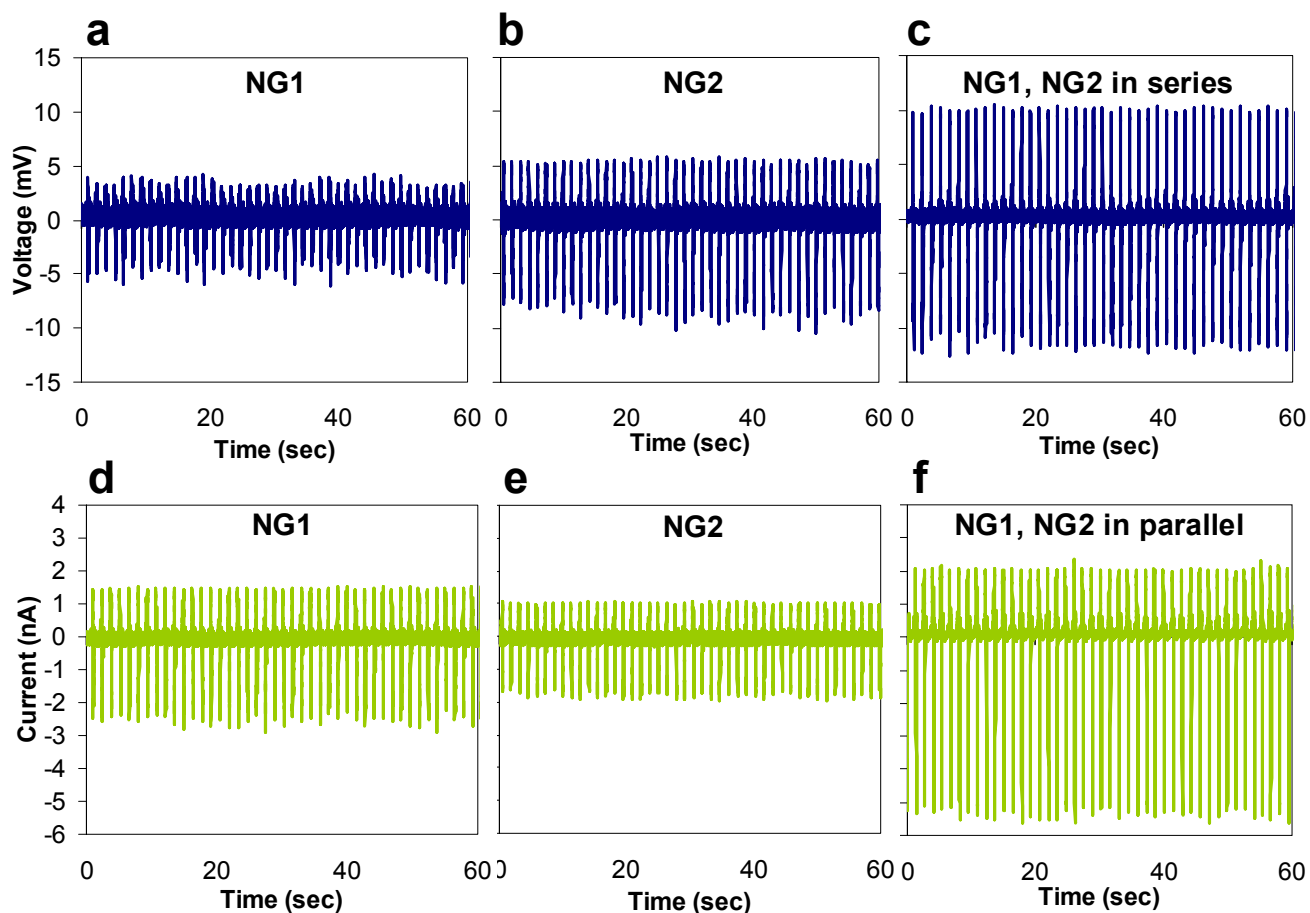 a
b
c
NG1
NG2
NG1, NG2 in series
Voltage (mV)
15
10
5
0
-5
-10
-15
0 20 40 60
0 20 40 60
0 20 40 60
Time (sec)
Time (sec)
Time (sec)
d
e
f
NG1
NG2
NG1, NG2 in parallel
Current (nA)
4
3
2
1
0
-1
-2
-3
-4
-5
-6
0 20 40 60
0 20 40 60
0 20 40 60
Time (sec)
Time (sec)
Time (sec)